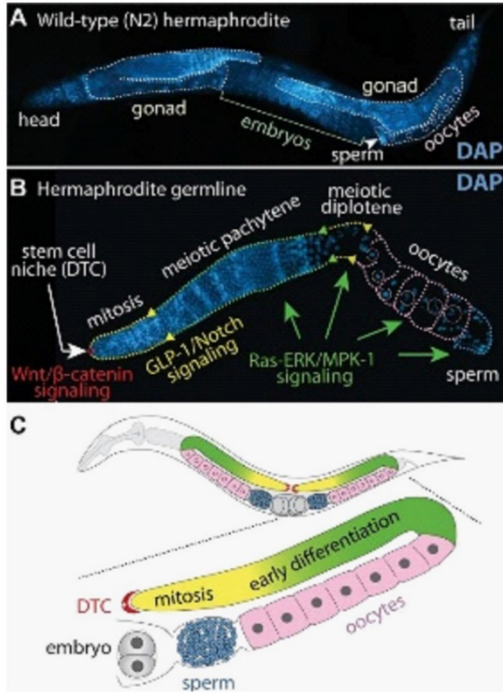 A Wild-type (N2) hermaphrodite
tail
gonad
gonad
head
embryos
sperm
oocytes
DAP
B Hermaphrodite germline
DAP
meiotic
diplotene
stem cell
niche (DTC)
meiotic pachytene
oocytes
mitosis
GLP-1/Notch
signaling
Ras-ERK/MPK-1
signaling
Wnt/β-catenin
signaling
sperm
C
DTC
mitosis
early differentiation
embryo
oocytes
sperm